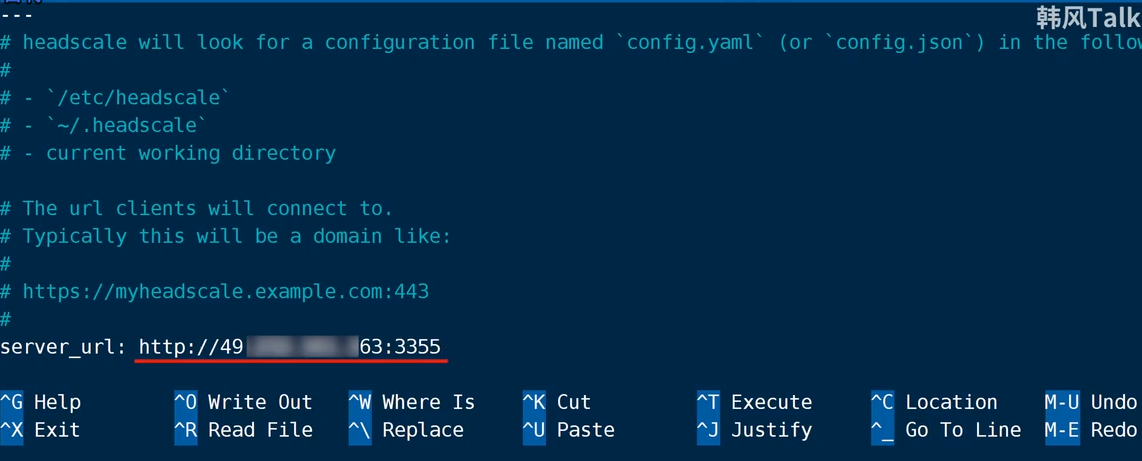 韩风Talk
---
# headscale will look for a configuration file named `config.yaml` (or `config.json`) in the follow
#
# - `/etc/headscale`
# - `~/.headscale`
# - current working directory
# The url clients will connect to.
# Typically this will be a domain like:
#
# https://myheadscale.example.com:443
#
server_url: http://49 63:3355
^G Help ^O Write Out ^W Where Is ^K Cut ^T Execute ^C Location M-U Undo
^X Exit ^R Read File ^\ Replace ^U Paste ^J Justify ^_ Go To Line M-E Redo